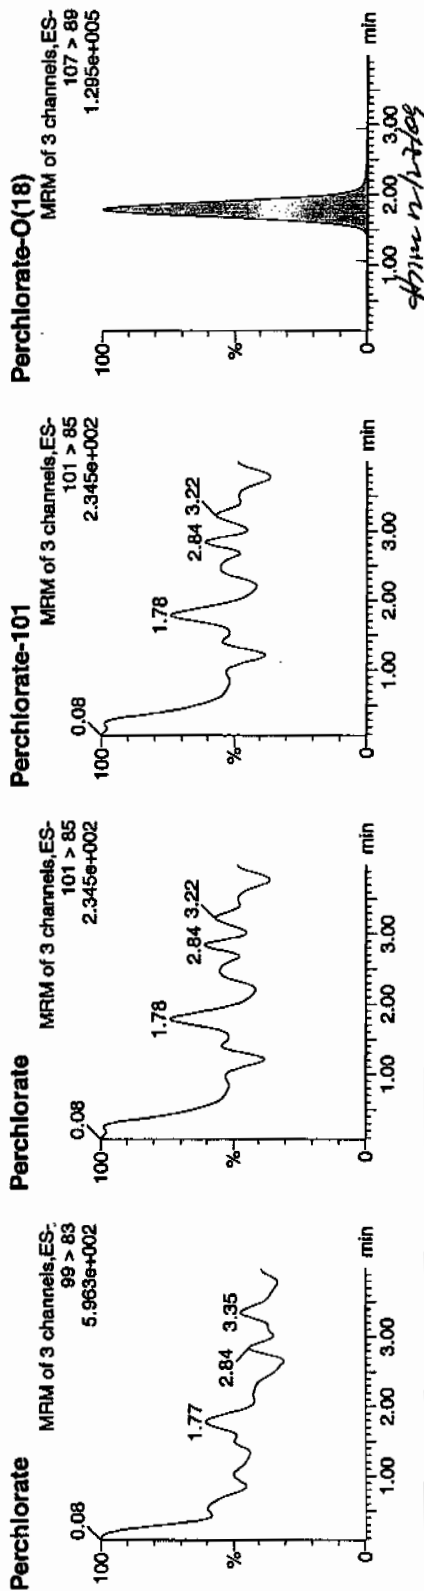 Perchlorate
MRM of 3 channels,ES-
99 > 83
5.963e+002
0.08
100
1.77
2.84
3.35
%
0
1.00
2.00
3.00
min
Perchlorate
MRM of 3 channels,ES-
101 > 85
2.345e+002
0.08
100
1.78
2.84
3.22
%
0
1.00
2.00
3.00
min
Perchlorate-101
MRM of 3 channels,ES-
101 > 85
2.345e+002
0.08
100
1.78
2.84
3.22
%
0
1.00
2.00
3.00
min
Perchlorate-O(18)
MRM of 3 channels,ES-
107 > 89
1.295e+005
100
%
0
1.00
2.00
3.00
min